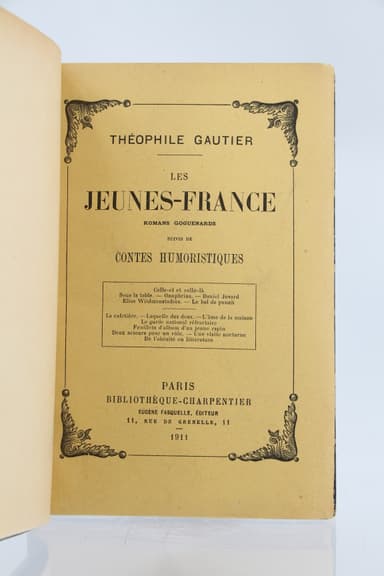 THÉOPHILE GAUTIER
LES
JEUNES-FRANCE
ROMANS GOGUENARDS
SUIVIS DE
CONTES HUMORISTIQUES
Celle-ci et celle-là
Sous la table. — Onuphrius. — Daniel Jovard
Elias Wildmanstadius. — Le bol de punch
La cafetière. — Laquelle des deux. — L'âme de la maison
Le garde national réfractaire
Feuillets d'album d'un jeune rapin
Deux acteurs pour un rôle. — Une visite nocturne
De l'obésité en littérature
PARIS
BIBLIOTHÈQUE-CHARPENTIER
EUGÈNE FASQUELLE, ÉDITEUR
11, RUE DE GRENELLE, 11
1911